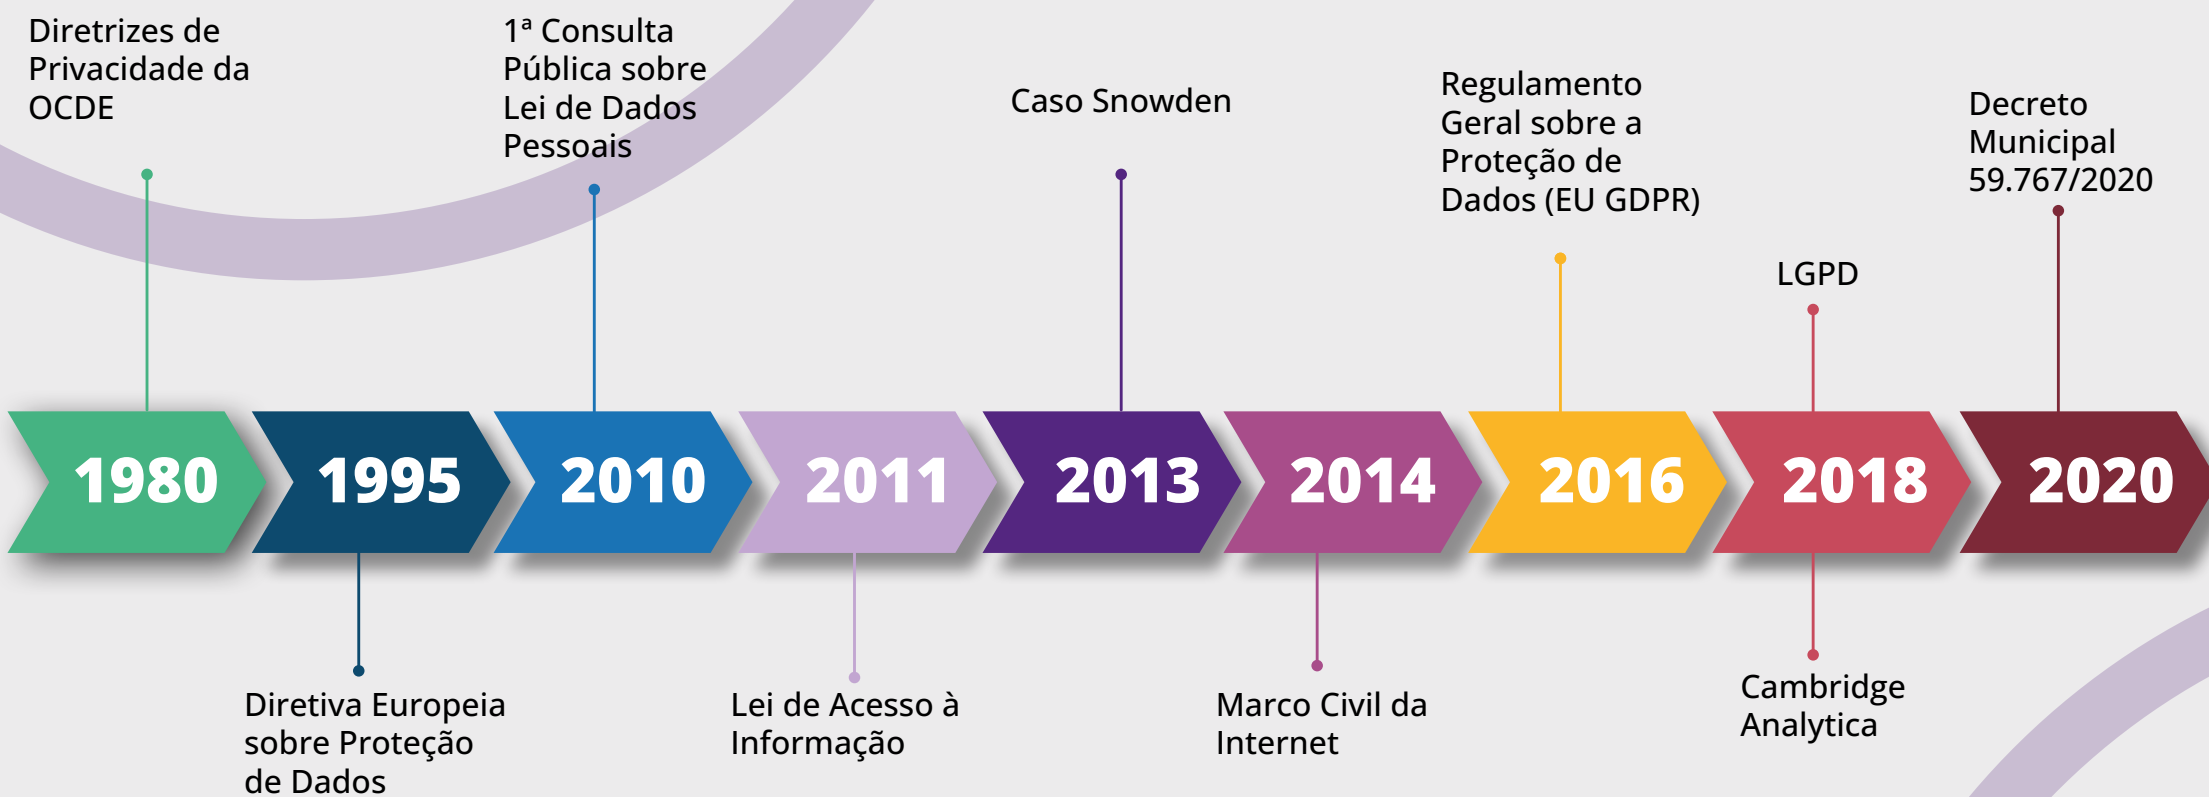 Diretrizes de
Privacidade da
OCDE
1ª Consulta
Pública sobre
Lei de Dados
Pessoais
Caso Snowden
Regulamento
Geral sobre a
Proteção de
Dados (EU GDPR)
LGPD
Decreto
Municipal
59.767/2020
1980
1995
2010
2011
2013
2014
2016
2018
2020
Diretiva Europeia
sobre Proteção
de Dados
Lei de Acesso à
Informação
Marco Civil da
Internet
Cambridge
Analytica